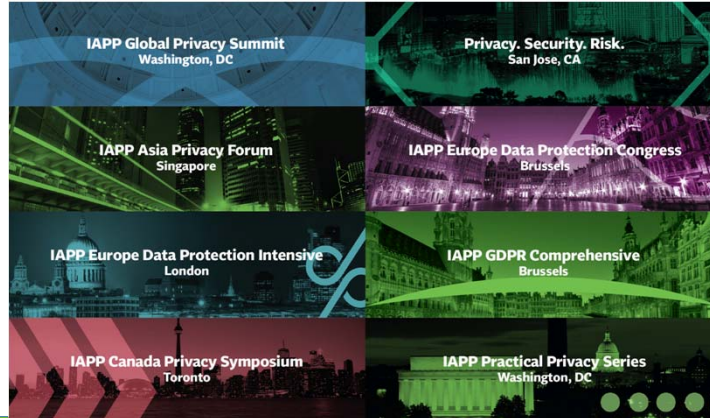 IAPP Global Privacy Summit
Washington, DC
Privacy. Security. Risk.
San Jose, CA
IAPP Asia Privacy Forum
Singapore
IAPP Europe Data Protection Congress
Brussels
IAPP Europe Data Protection Intensive
London
IAPP GDPR Comprehensive
Brussels
IAPP Canada Privacy Symposium
Toronto
IAPP Practical Privacy Series
Washington, DC